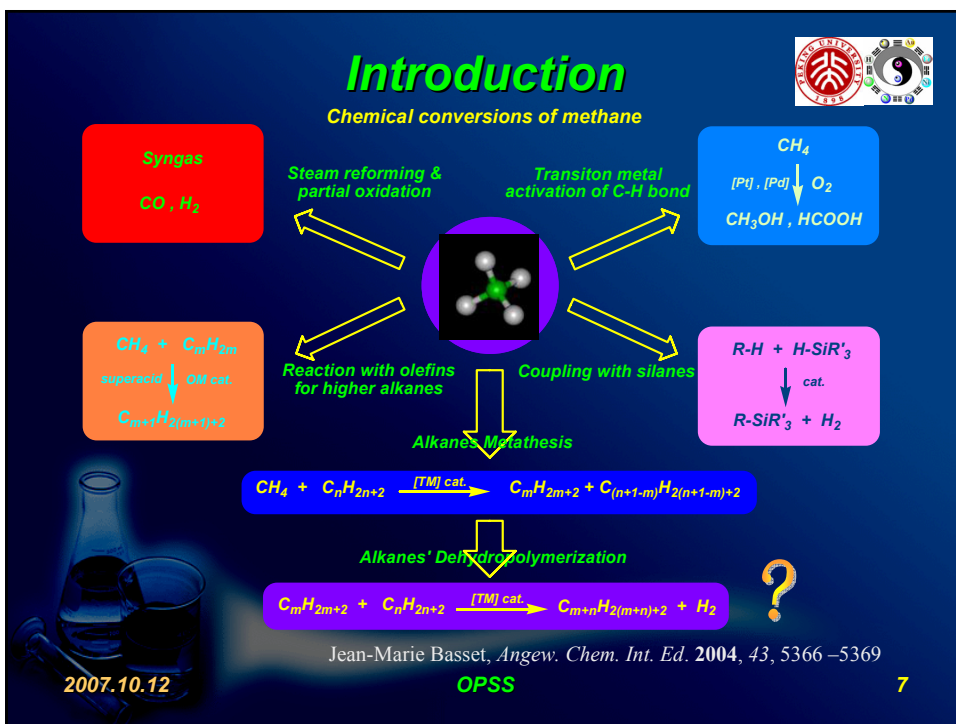 Introduction
Chemical conversions of methane
PEKING UNIVERSITY
1898
Syngas
CO , H2
Steam reforming &
partial oxidation
Transiton metal
activation of C-H bond
CH4
[Pt] , [Pd] O2
CH3OH , HCOOH
CH4 + CmH2m
superacid OM cat.
Cm+1H2(m+1)+2
Reaction with olefins
for higher alkanes
Coupling with silanes
R-H + H-SiR'3
cat.
R-SiR'3 + H2
Alkanes Metathesis
CH4 + CnH2n+2 [TM] cat. CmH2m+2 + C(n+1-m)H2(n+1-m)+2
Alkanes' Dehydropolymerization
CmH2m+2 + CnH2n+2 [TM] cat. Cm+nH2(m+n)+2 + H2
?
Jean-Marie Basset, Angew. Chem. Int. Ed. 2004, 43, 5366 –5369
2007.10.12
OPSS
7